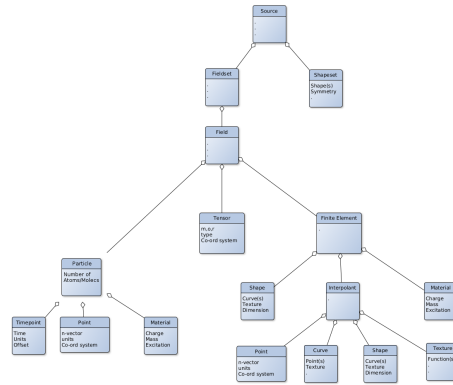 Source
Fieldset
Shapeset
Shape(s)
Symmetry
Field
Tensor
m.o.r
type
Co-ord system
Finite Element
Particle
Number of
Atoms/Molecs
Shape
Curve(s)
Texture
Dimension
Interpolant
Material
Charge
Mass
Excitation
Timepoint
Time
Units
Offset
Point
n-vector
units
Co-ord system
Material
Charge
Mass
Excitation
Point
n-vector
units
Co-ord system
Curve
Point(s)
Texture
Shape
Curve(s)
Texture
Dimension
Texture
Function(s)